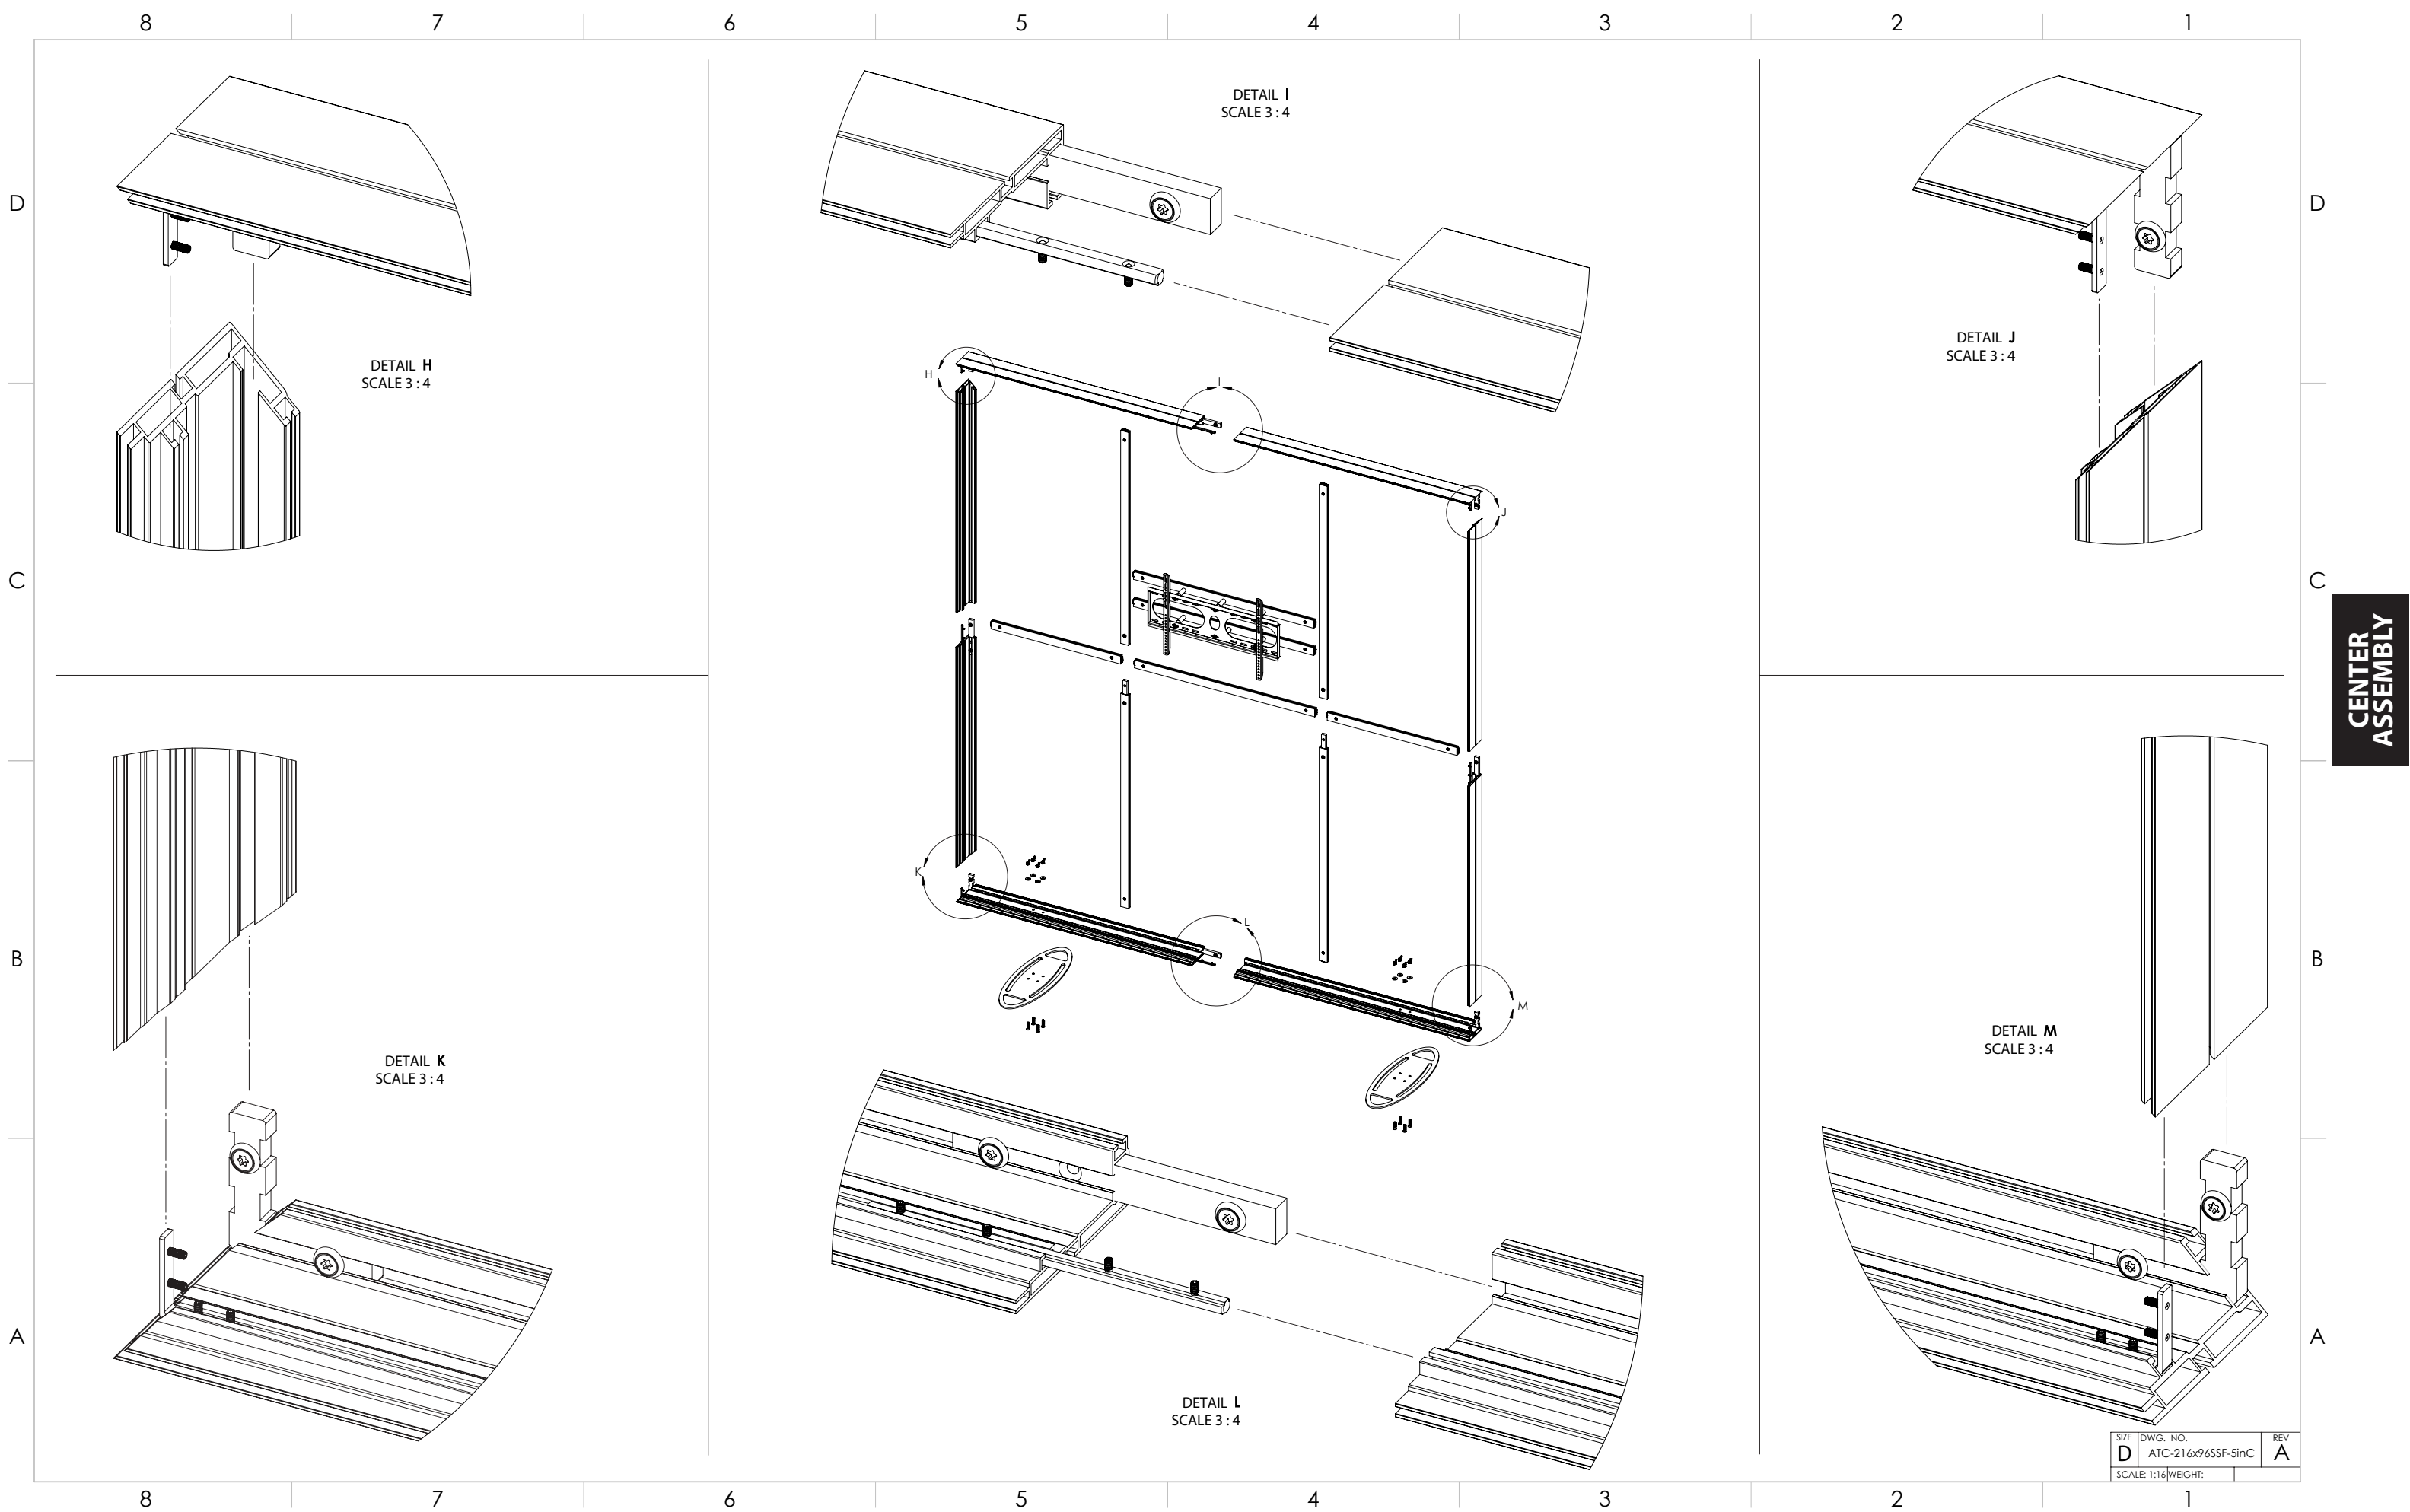 8 7 6 5 4 3 2 1
DETAIL I
SCALE 3 : 4
D D
DETAIL J
SCALE 3 : 4
DETAIL H
SCALE 3 : 4
H
I
J
C C
CENTER
ASSEMBLY
K
L
B B
M
DETAIL M
SCALE 3 : 4
DETAIL K
SCALE 3 : 4
A A
DETAIL L
SCALE 3 : 4
SIZE DWG. NO. REV
D ATC-216x96SSF-5inC A
SCALE: 1:16 WEIGHT:
8 7 6 5 4 3 2 1